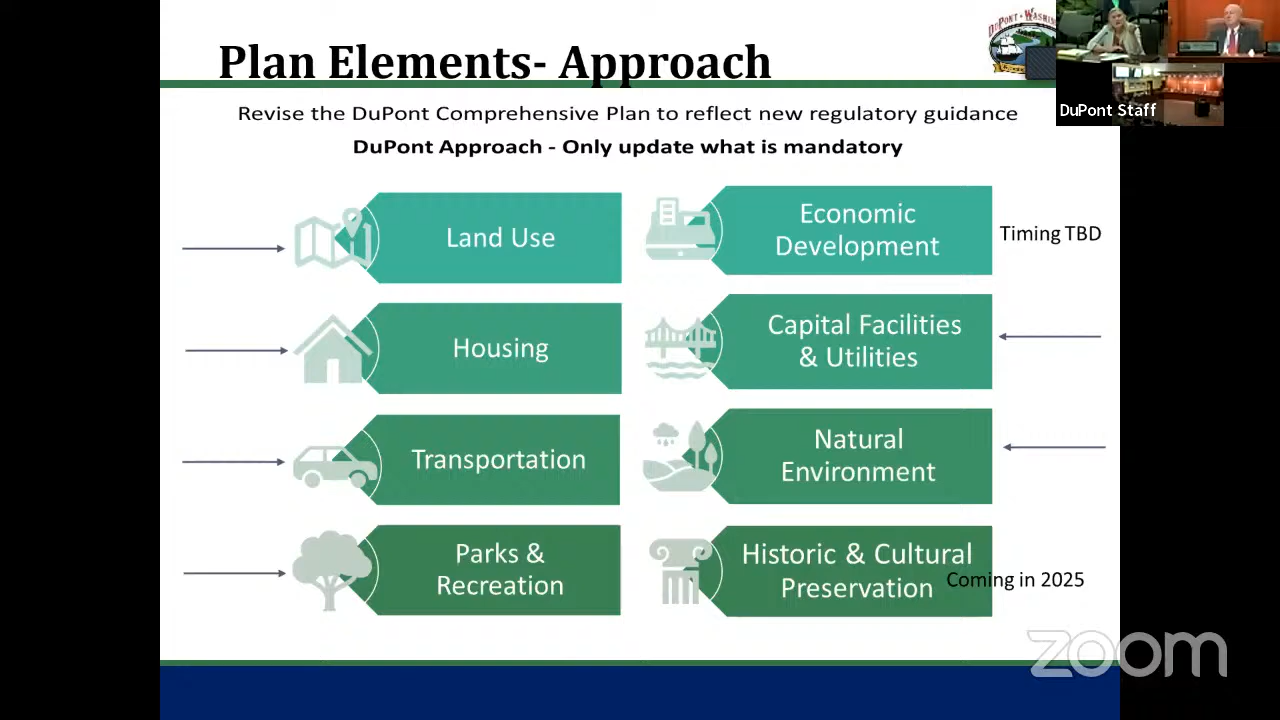 Plan Elements- Approach
DUPONT WASHIN
DuPont Staff
Revise the DuPont Comprehensive Plan to reflect new regulatory guidance
DuPont Approach - Only update what is mandatory
Land Use
Economic
Development
Timing TBD
Housing
Capital Facilities
& Utilities
Transportation
Natural
Environment
Parks &
Recreation
Historic & Cultural
Preservation
Coming in 2025
zoom